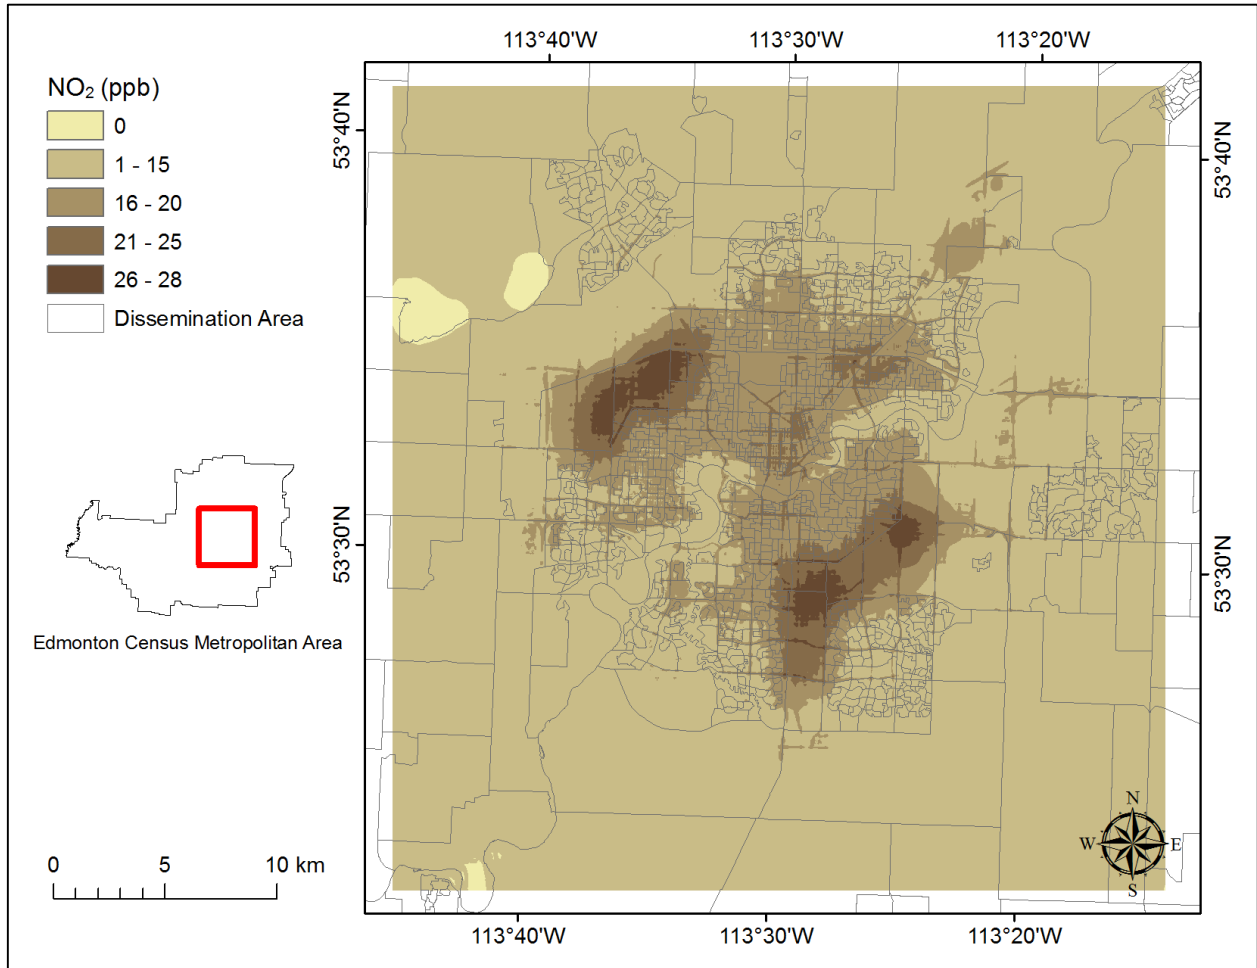 NO₂ (ppb)
0
1 - 15
16 - 20
21 - 25
26 - 28
Dissemination Area
Edmonton Census Metropolitan Area
0 5 10 km
113°40'W 113°30'W 113°20'W
53°40'N
53°40'N
53°30'N
53°30'N
N
W E
S
113°40'W 113°30'W 113°20'W